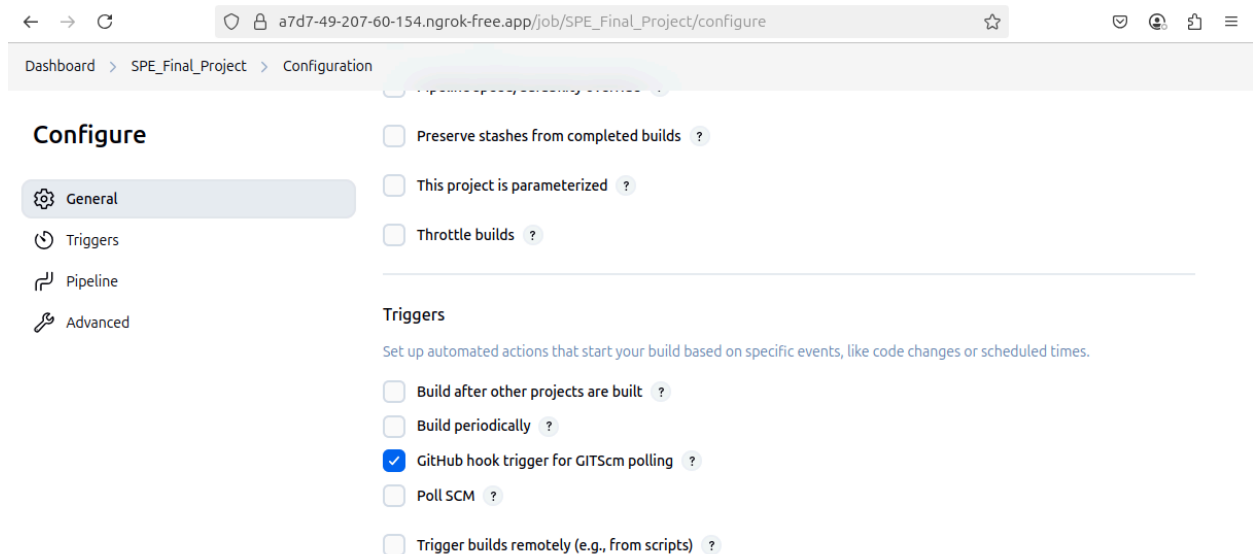 a7d7-49-207-60-154.ngrok-free.app/job/SPE_Final_Project/configure
Dashboard > SPE_Final_Project > Configuration
Configure
General
Triggers
Pipeline
Advanced
Preserve stashes from completed builds ?
This project is parameterized ?
Throttle builds ?
Triggers
Set up automated actions that start your build based on specific events, like code changes or scheduled times.
Build after other projects are built ?
Build periodically ?
GitHub hook trigger for GITScm polling ?
Poll SCM ?
Trigger builds remotely (e.g., from scripts) ?